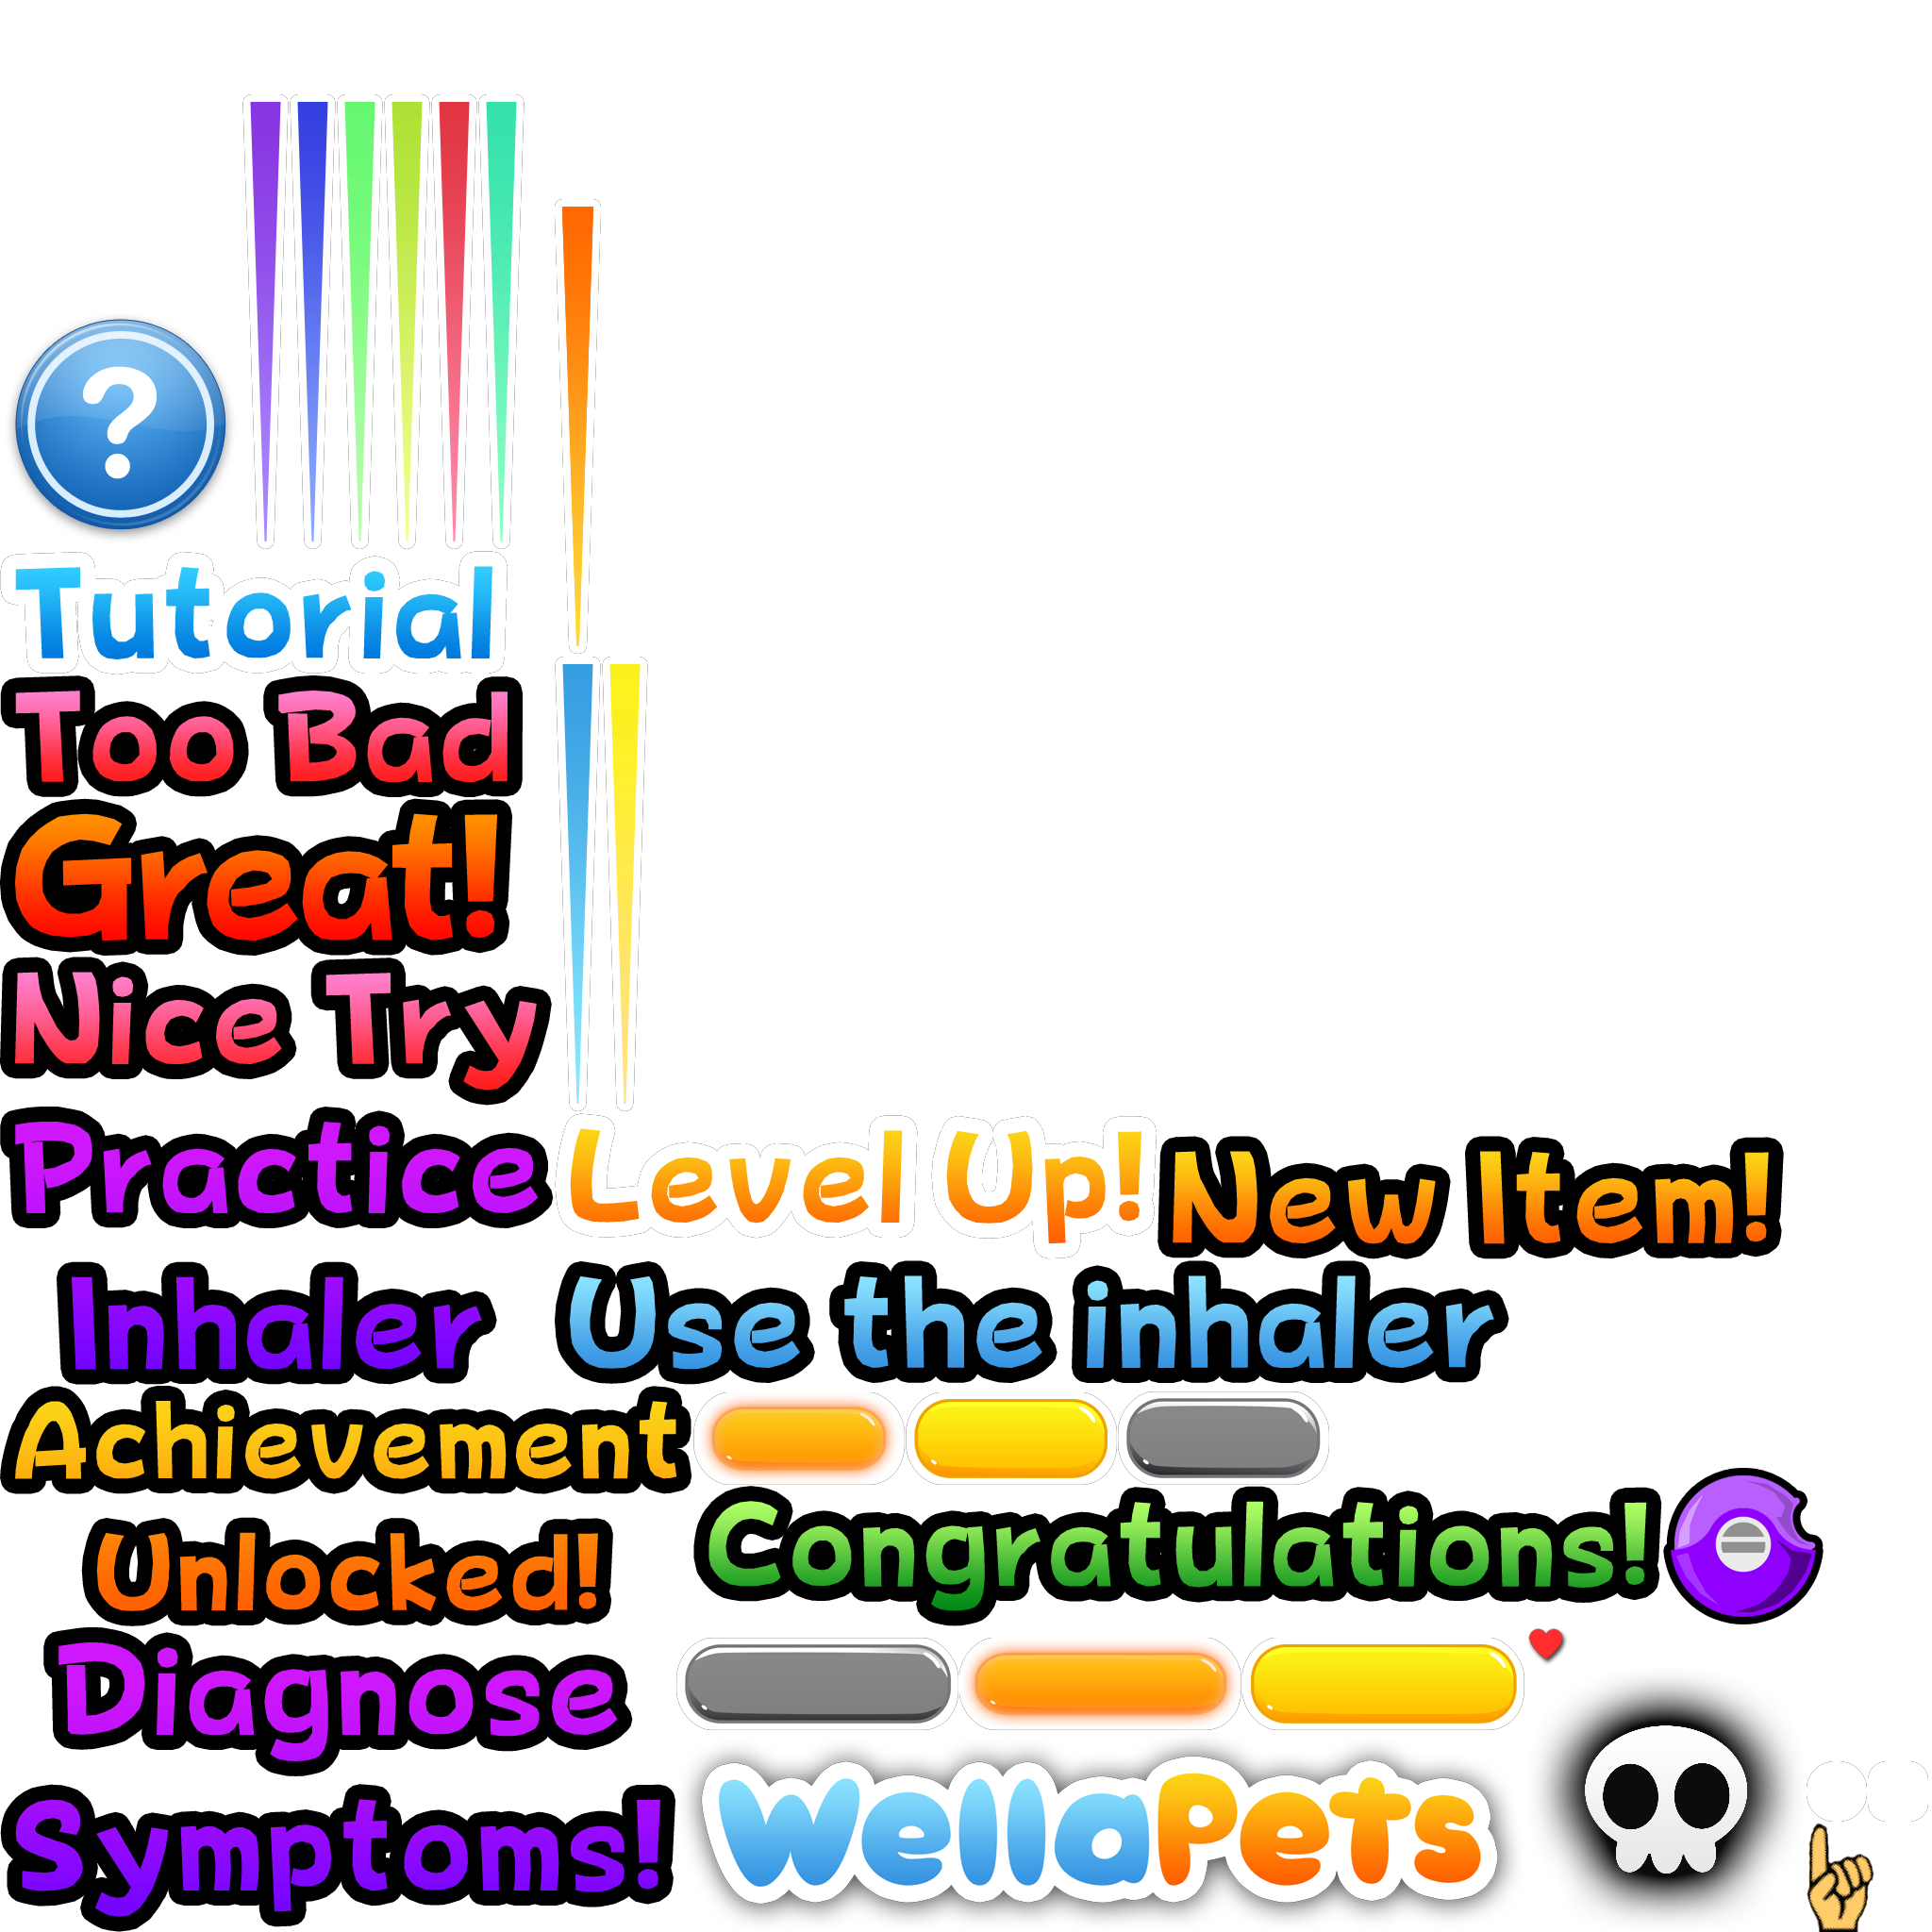 ?
Tutorial
Too Bad
Great!
Nice Try
Practice
Level Up!
New Item!
Inhaler
Use the inhaler
Achievement
Unlocked!
Congratulations!
Diagnose
Symptoms!
WellaPets